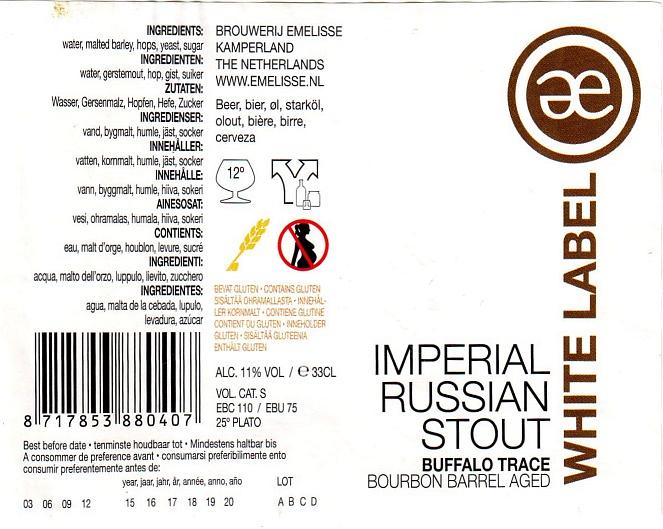 INGREDIENTS:
water, malted barley, hops, yeast, sugar
INGREDIENTEN:
water, gerstemout, hop, gist, suiker
ZUTATEN:
Wasser, Gersenmalz, Hopfen, Hefe, Zucker
INGREDIENSER:
vand, bygmalt, humle, jäst, socker
INNEHÅLLER:
vatten, kornmalt, humle, jäst, socker
INNEHÅLLE:
vann, byggmalt, humle, hiiva, sokeri
AINESOSAT:
vesi, ohramalas, humala, hiiva, sokeri
CONTIENTS:
eau, malt d'orge, houblon, levure, sucré
INGREDIENTI:
acqua, malto dell'orzo, luppulo, lievito, zucchero
INGREDIENTES:
agua, malta de la cebada, lupulo,
levadura, azúcar
8 717853 880407
BROUWERIJ EMELISSE
KAMPERLAND
THE NETHERLANDS
WWW.EMELISSE.NL
Beer, bier, øl, starköl,
olout, bière, birre,
cerveza
12°
BEVAT GLUTEN • CONTAINS GLUTEN
SISÄLTÄÄ OHRAMALLASTA • INNEHÅL-
LER KORNMALT • CONTIENE GLUTINE
CONTIENT DU GLUTEN • INNEHOLDER
GLUTEN • SISÄLTÄÄ GLUTEENIA
ENTHÄLT GLUTEN
ALC. 11% VOL / ℮ 33CL
VOL. CAT. S
EBC 110 / EBU 75
25° PLATO
Best before date • tenminste houdbaar tot • Mindestens haltbar bis
A consommer de preference avant • consumarsi preferibilimente ento
consumir preferentemente antes de:
year, jaar, jahr, år, année, anno, año LOT
03 06 09 12 15 16 17 18 19 20 A B C D
æ
WHITE LABEL
IMPERIAL
RUSSIAN
STOUT
BUFFALO TRACE
BOURBON BARREL AGED